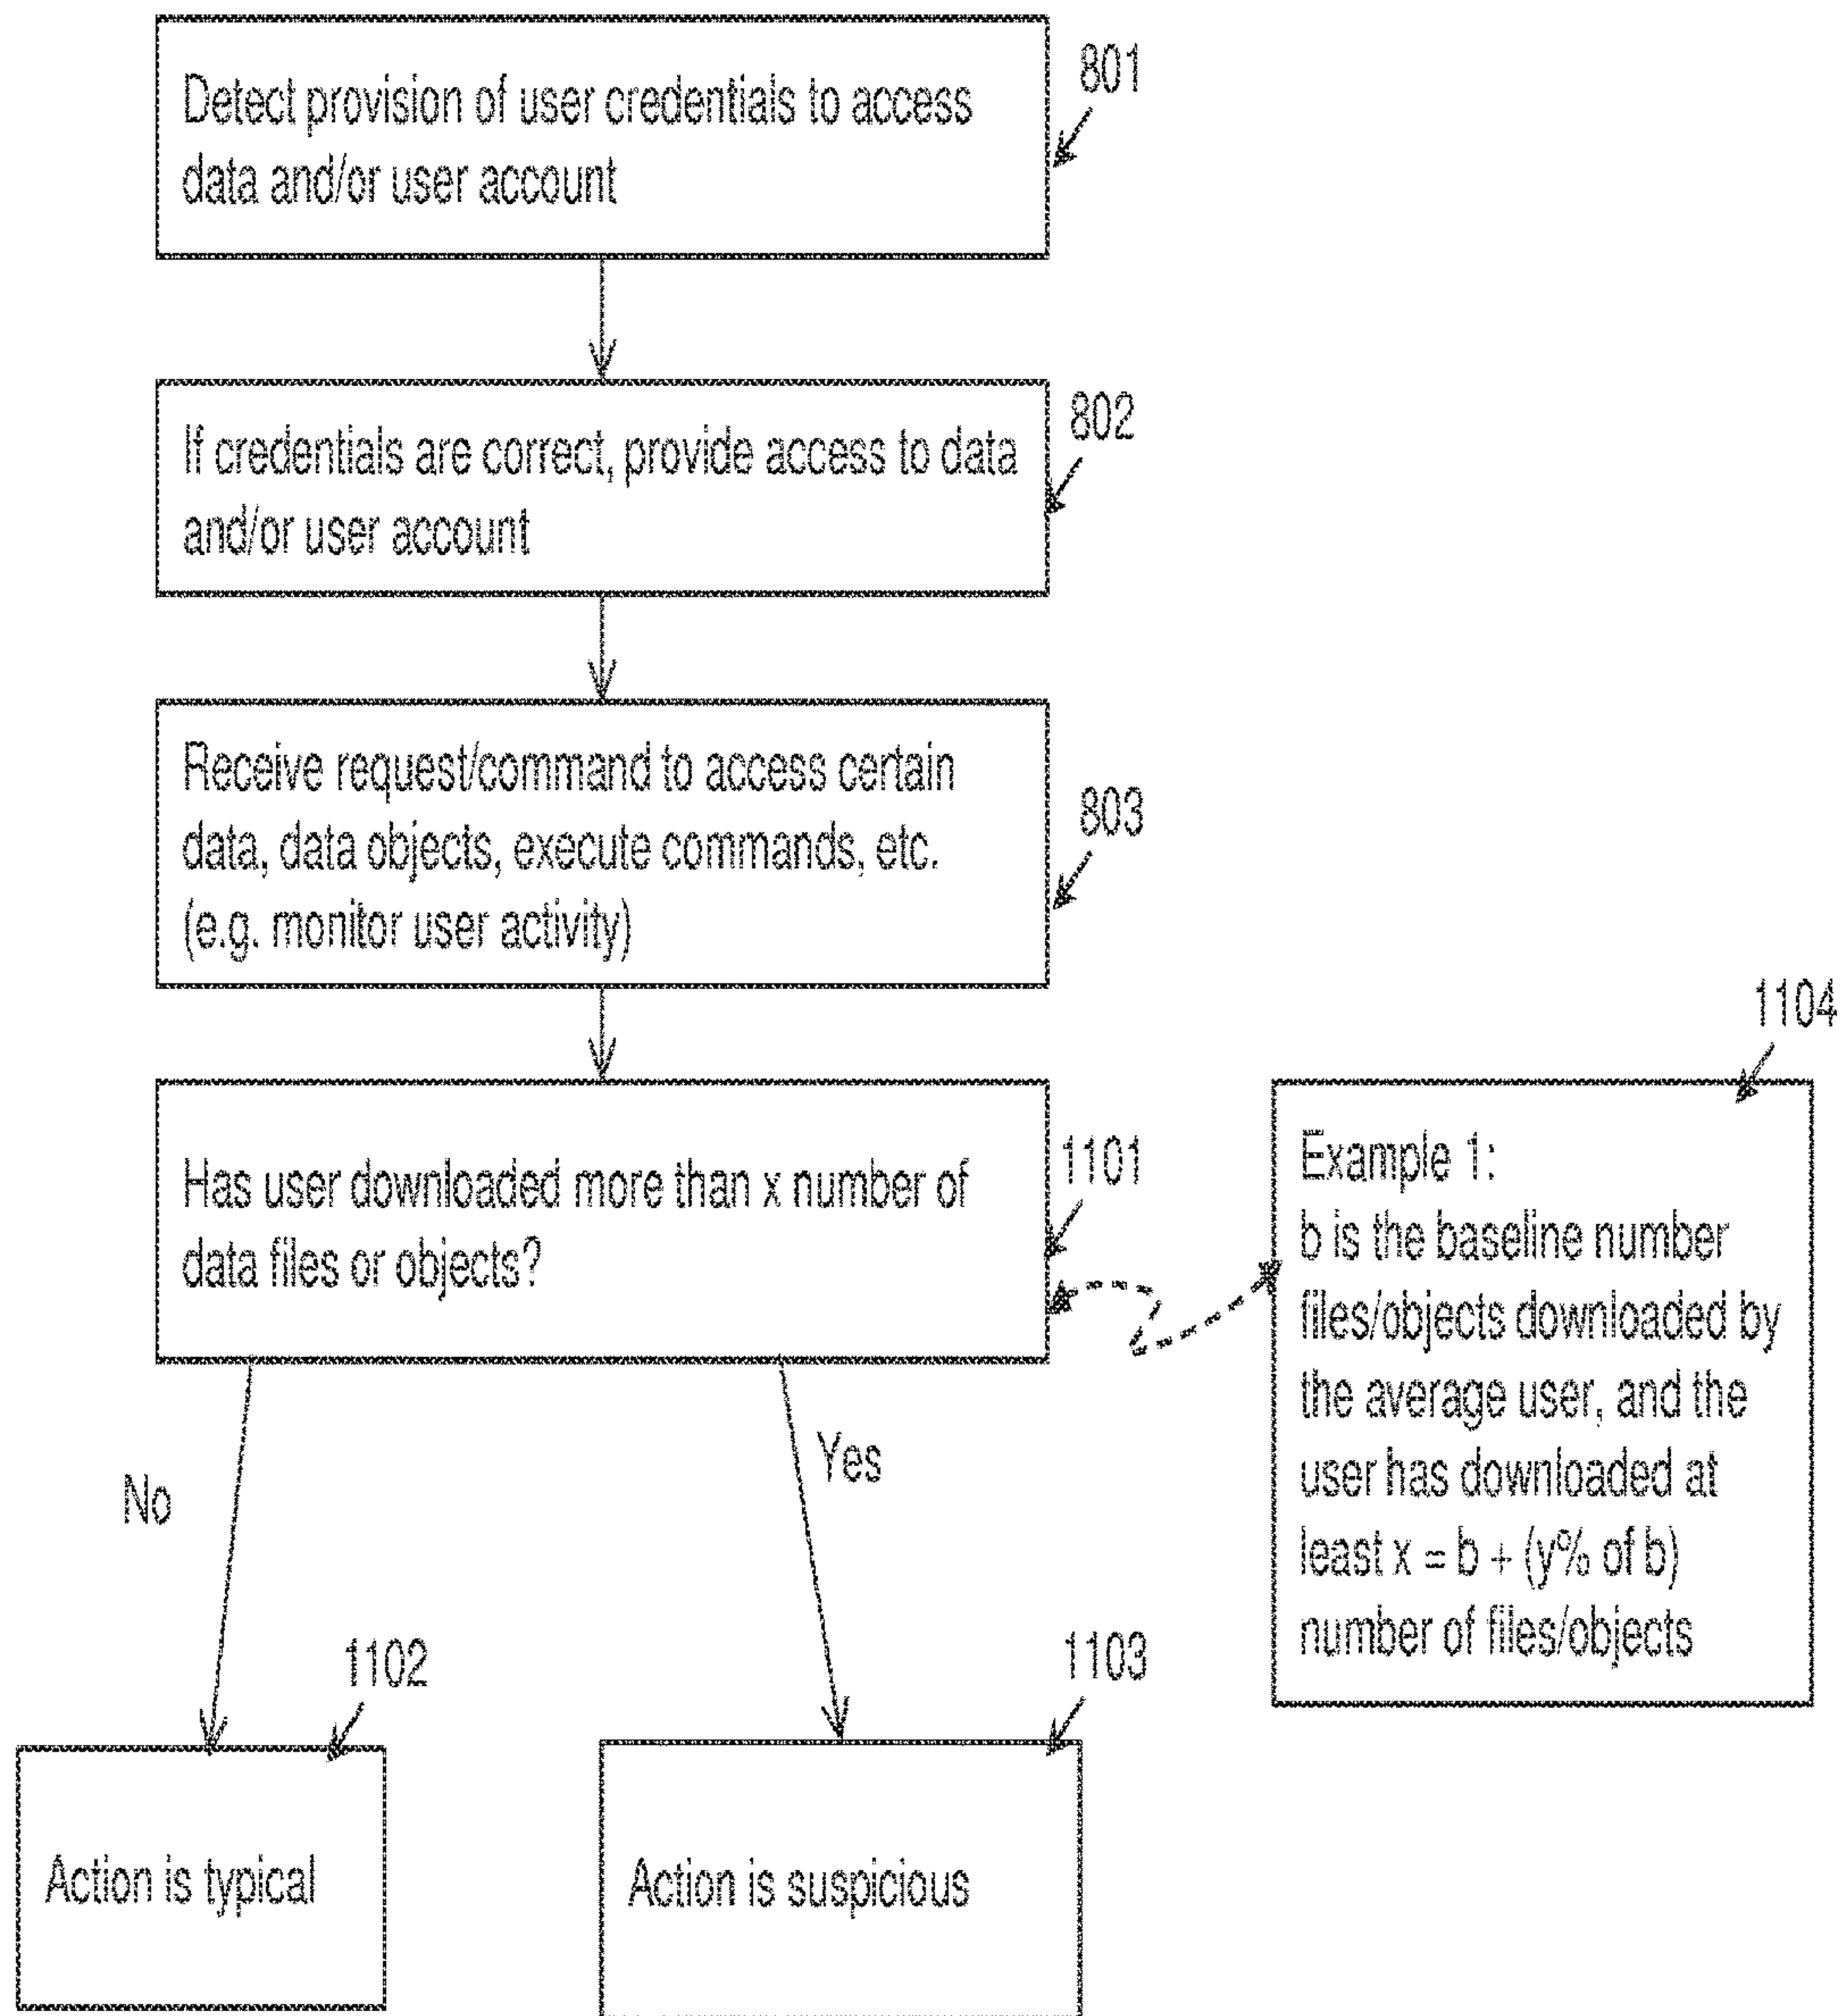 Detect provision of user credentials to access
data and/or user account
801
If credentials are correct, provide access to data
and/or user account
802
Receive request/command to access certain
data, data objects, execute commands, etc.
(e.g. monitor user activity)
803
Has user downloaded more than x number of
data files or objects?
1101
1104
Example 1:
b is the baseline number
files/objects downloaded by
the average user, and the
user has downloaded at
least x = b + (y% of b)
number of files/objects
No
Yes
1102
Action is typical
1103
Action is suspicious